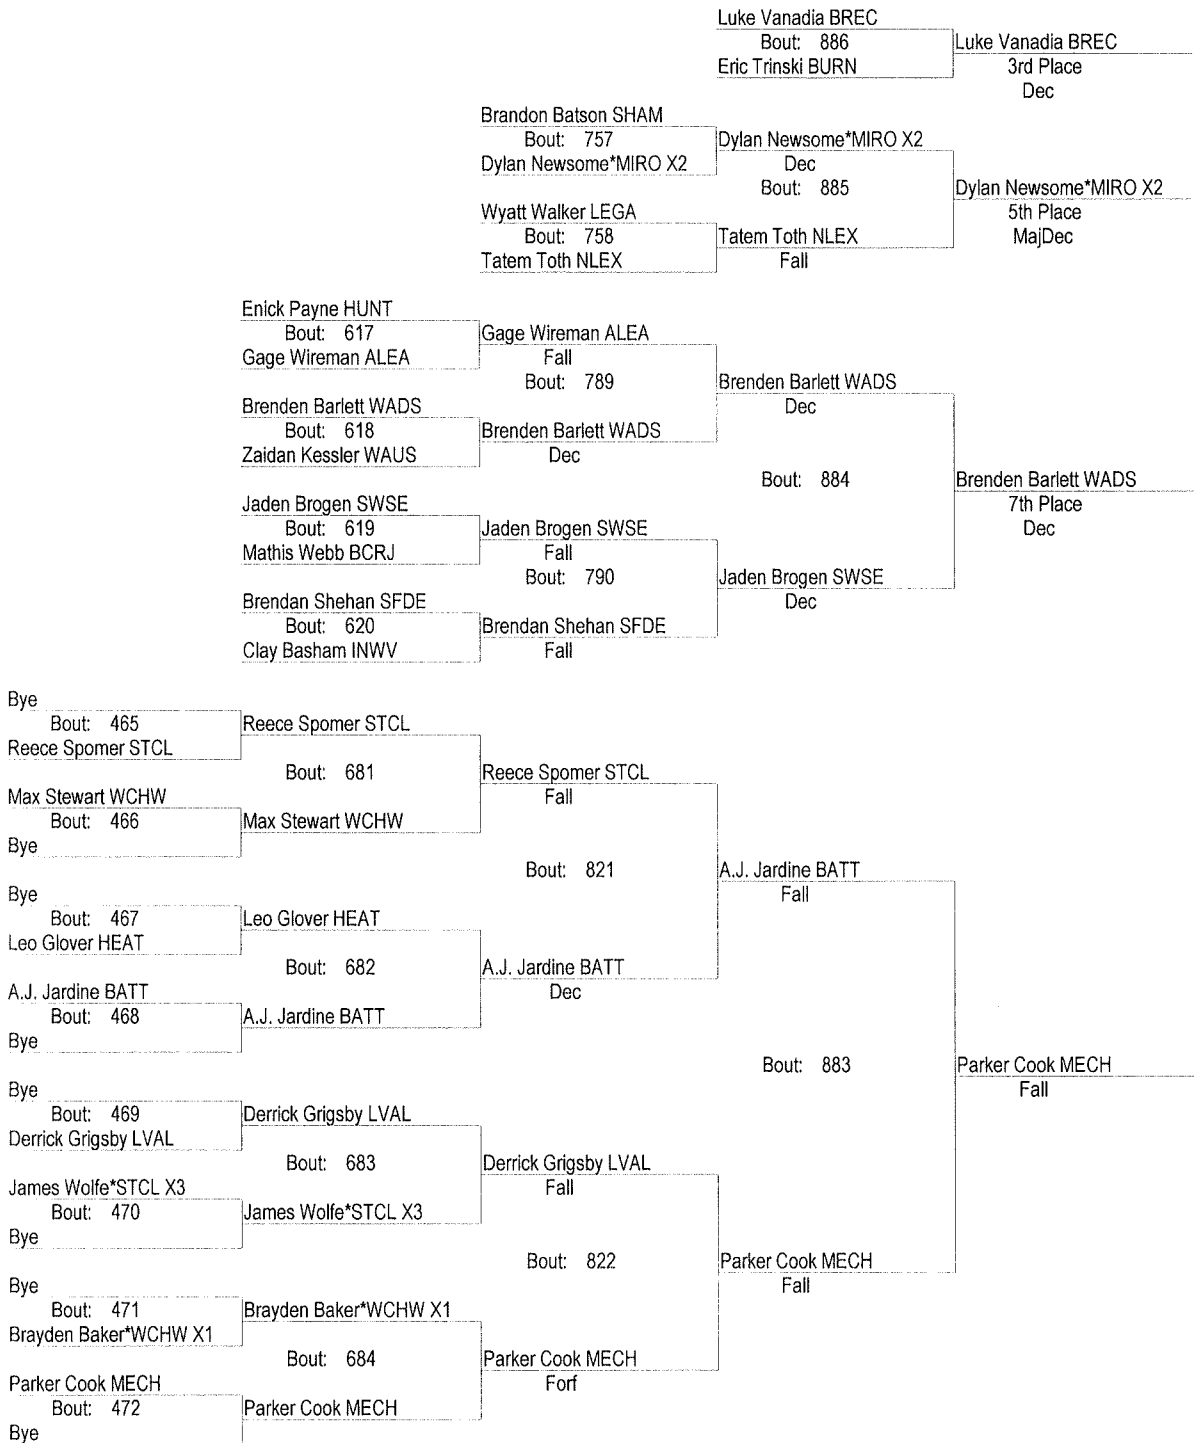 Luke Vanadia BREC
Bout: 886
Eric Trinski BURN
Luke Vanadia BREC
3rd Place
Dec
Brandon Batson SHAM
Bout: 757
Dylan Newsome*MIRO X2
Dylan Newsome*MIRO X2
Dec
Bout: 885
Wyatt Walker LEGA
Bout: 758
Tatem Toth NLEX
Tatem Toth NLEX
Fall
Dylan Newsome*MIRO X2
5th Place
MajDec
Enick Payne HUNT
Bout: 617
Gage Wireman ALEA
Gage Wireman ALEA
Fall
Bout: 789
Brenden Barlett WADS
Bout: 618
Zaidan Kessler WAUS
Brenden Barlett WADS
Dec
Brenden Barlett WADS
Dec
Bout: 884
Jaden Brogen SWSE
Bout: 619
Mathis Webb BCRJ
Jaden Brogen SWSE
Fall
Bout: 790
Brendan Shehan SFDE
Bout: 620
Clay Basham INWV
Brendan Shehan SFDE
Fall
Jaden Brogen SWSE
Dec
Brenden Barlett WADS
7th Place
Dec
Bye
Bout: 465
Reece Spomer STCL
Reece Spomer STCL
Bout: 681
Max Stewart WCHW
Bout: 466
Bye
Max Stewart WCHW
Reece Spomer STCL
Fall
Bout: 821
Bye
Bout: 467
Leo Glover HEAT
Leo Glover HEAT
Bout: 682
A.J. Jardine BATT
Bout: 468
Bye
A.J. Jardine BATT
A.J. Jardine BATT
Dec
A.J. Jardine BATT
Fall
Bout: 883
Bye
Bout: 469
Derrick Grigsby LVAL
Derrick Grigsby LVAL
Bout: 683
James Wolfe*STCL X3
Bout: 470
Bye
James Wolfe*STCL X3
Derrick Grigsby LVAL
Fall
Bout: 822
Bye
Bout: 471
Brayden Baker*WCHW X1
Brayden Baker*WCHW X1
Bout: 684
Parker Cook MECH
Bout: 472
Bye
Parker Cook MECH
Parker Cook MECH
Forf
Parker Cook MECH
Fall
Parker Cook MECH
Fall